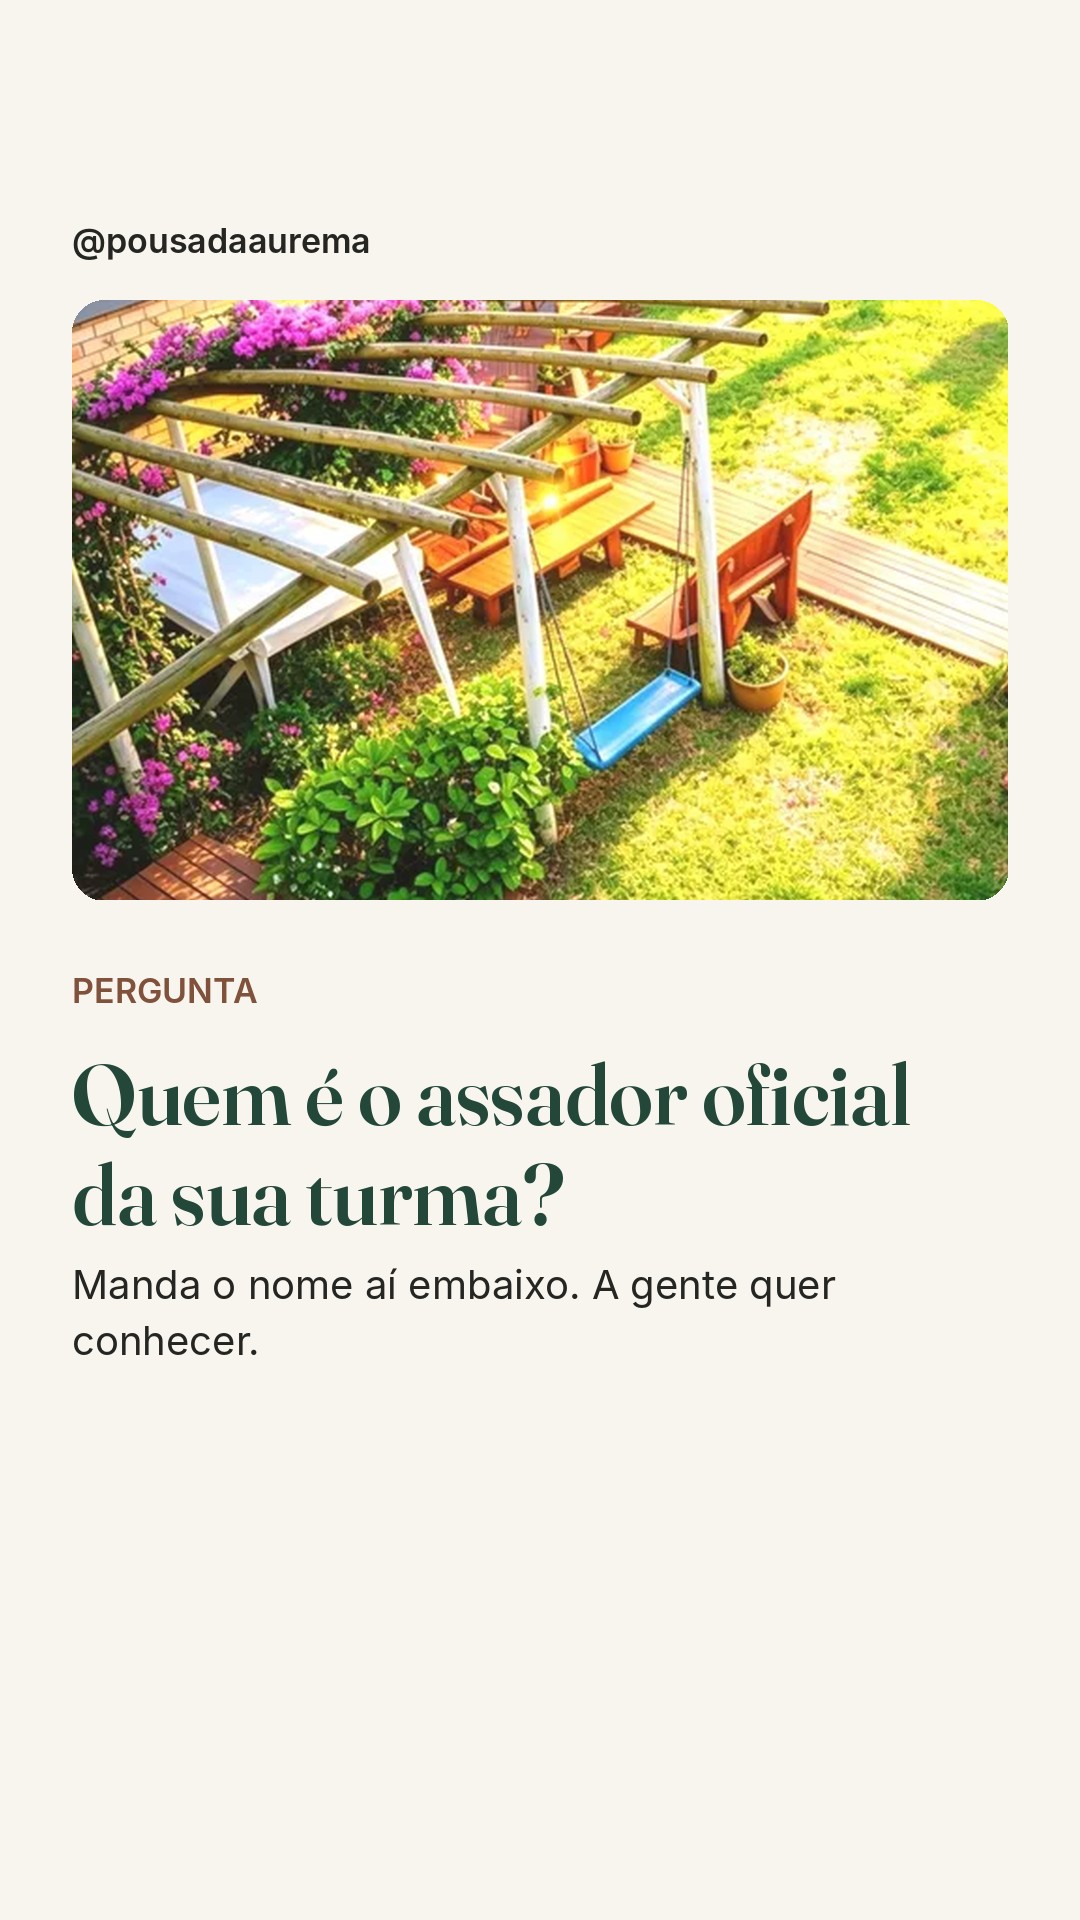 @pousadaaurema
PERGUNTA
Quem é o assador oficial
da sua turma?
Manda o nome aí embaixo. A gente quer
conhecer.